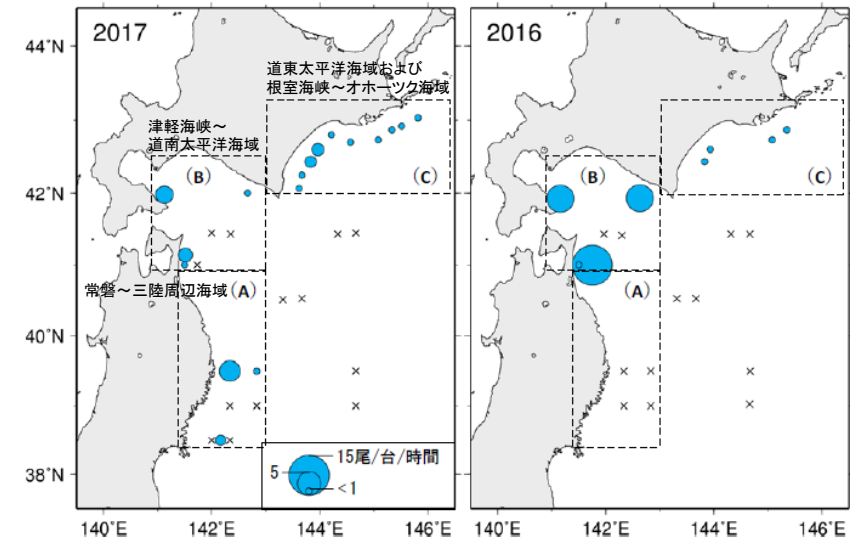 2017
2016
44°N
42°N
40°N
38°N
道東太平洋海域および
根室海峡～オホーツク海域
津軽海峡～
道南太平洋海域
(B)
(C)
常磐～三陸周辺海域
(A)
(B)
(C)
(A)
15尾/台/時間
5
<1
140°E
142°E
144°E
146°E
140°E
142°E
144°E
146°E